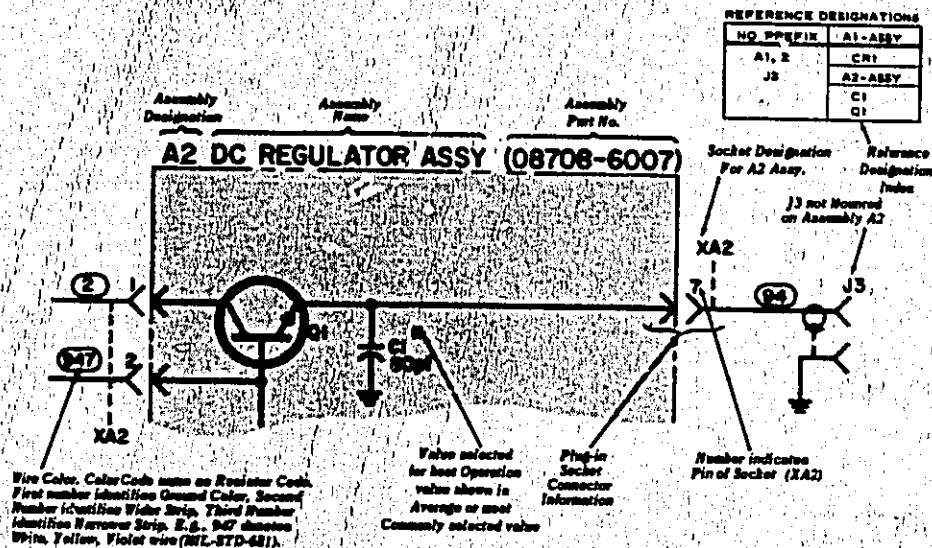 REFERENCE DESIGNATIONS
NO PREFIX A1-ASSY
A1, 2 CR1
J3 A2-ASSY
C1
Q1
Assembly
Designation
Assembly
Name
Assembly
Part No.
A2 DC REGULATOR ASSY (08708-6007)
Socket Designation
For A2 Assy.
Reference
Designation
Index
J3 not Mounted
on Assembly A2
XA2
2
1
7
94
J3
Q1
C1
947
2
XA2
Wire Color. Color Code same as Resistor Code.
First number identifies Ground Color, Second
Number identifies Wider Strip, Third Number
identifies Narrower Strip. E.g., 947 denotes
White, Yellow, Violet wire (MIL-STD-681).
Value selected
for best Operation
value shown is
Average or most
Commonly selected value
Plug-in
Socket
Connector
Information
Number indicates
Pin of Socket (XA2)